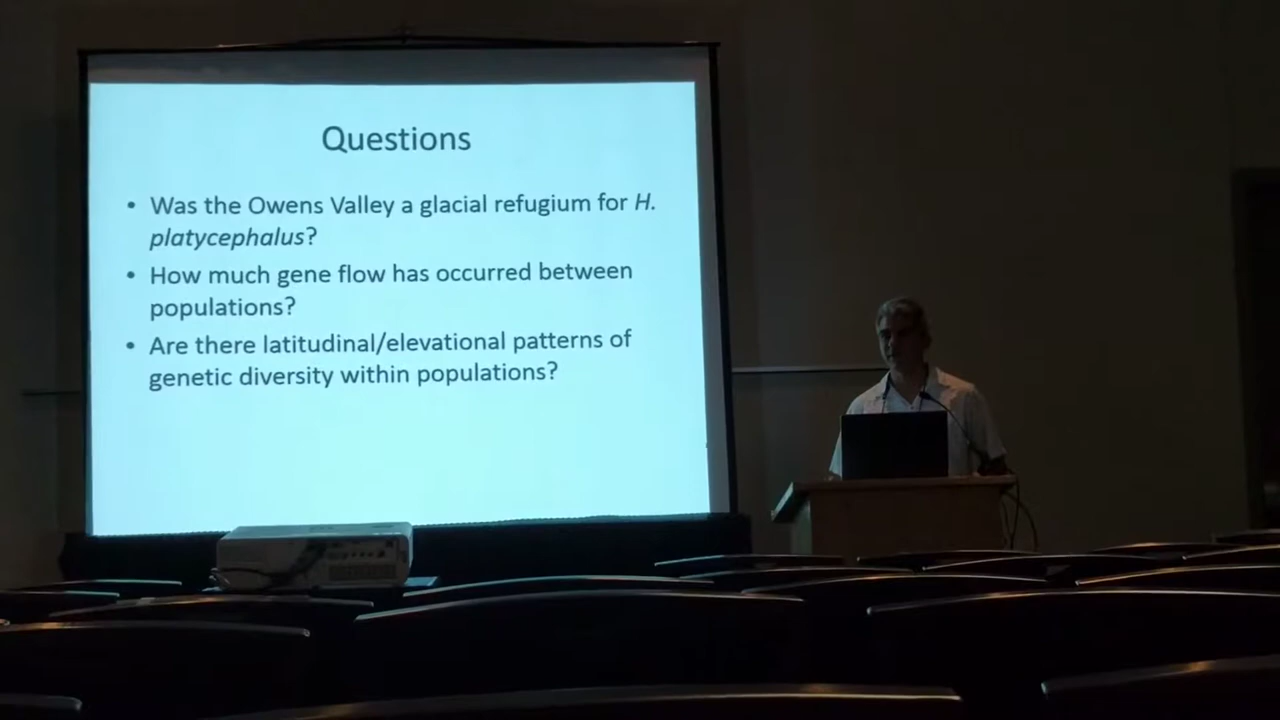 Questions
• Was the Owens Valley a glacial refugium for H.
platycephalus?
• How much gene flow has occurred between
populations?
• Are there latitudinal/elevational patterns of
genetic diversity within populations?